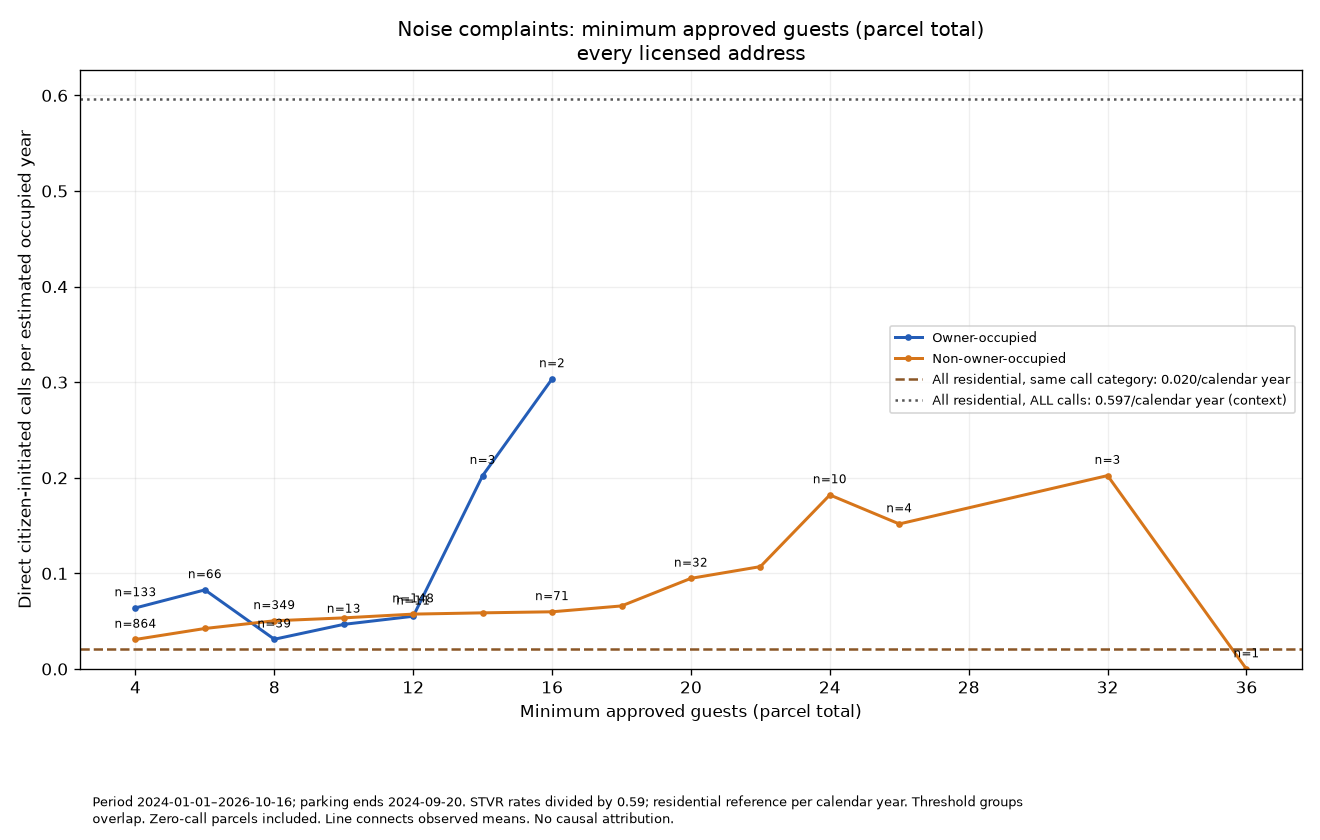 Noise complaints: minimum approved guests (parcel total)
every licensed address
Direct citizen-initiated calls per estimated occupied year
0.6
0.5
0.4
0.3
0.2
0.1
0.0
n=133
n=66
n=864
n=349
n=39
n=13
n=148
n=11
n=3
n=2
n=71
n=32
n=10
n=4
n=3
n=1
Owner-occupied
Non-owner-occupied
All residential, same call category: 0.020/calendar year
All residential, ALL calls: 0.597/calendar year (context)
4
8
12
16
20
24
28
32
36
Minimum approved guests (parcel total)
Period 2024-01-01–2026-10-16; parking ends 2024-09-20. STVR rates divided by 0.59; residential reference per calendar year. Threshold groups
overlap. Zero-call parcels included. Line connects observed means. No causal attribution.